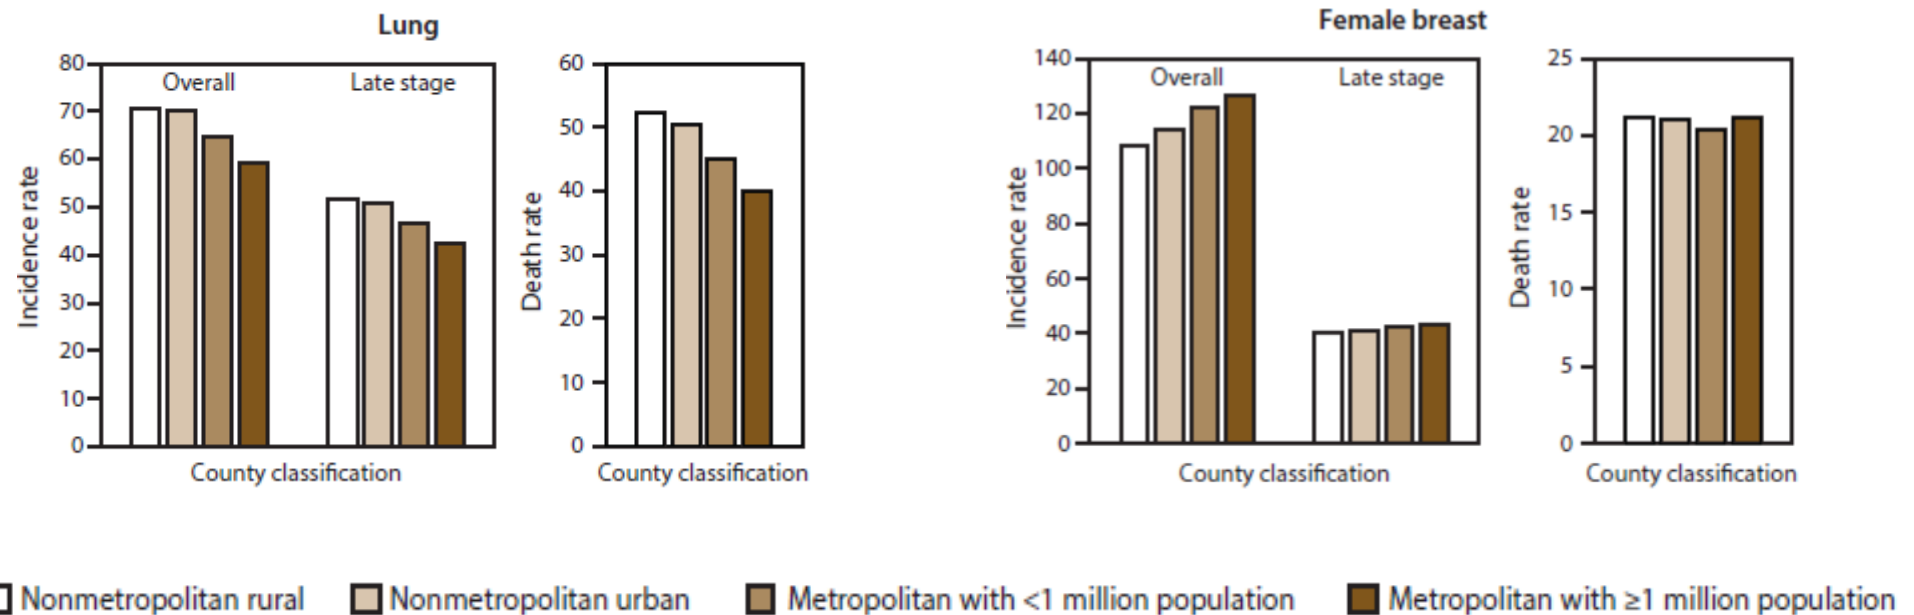 Lung
80
70
60
50
40
30
20
10
0
Incidence rate
Overall
Late stage
County classification
60
50
40
30
20
10
0
Death rate
County classification
Female breast
140
120
100
80
60
40
20
0
Incidence rate
Overall
Late stage
County classification
25
20
15
10
5
0
Death rate
County classification
Nonmetropolitan rural
Nonmetropolitan urban
Metropolitan with <1 million population
Metropolitan with ≥1 million population